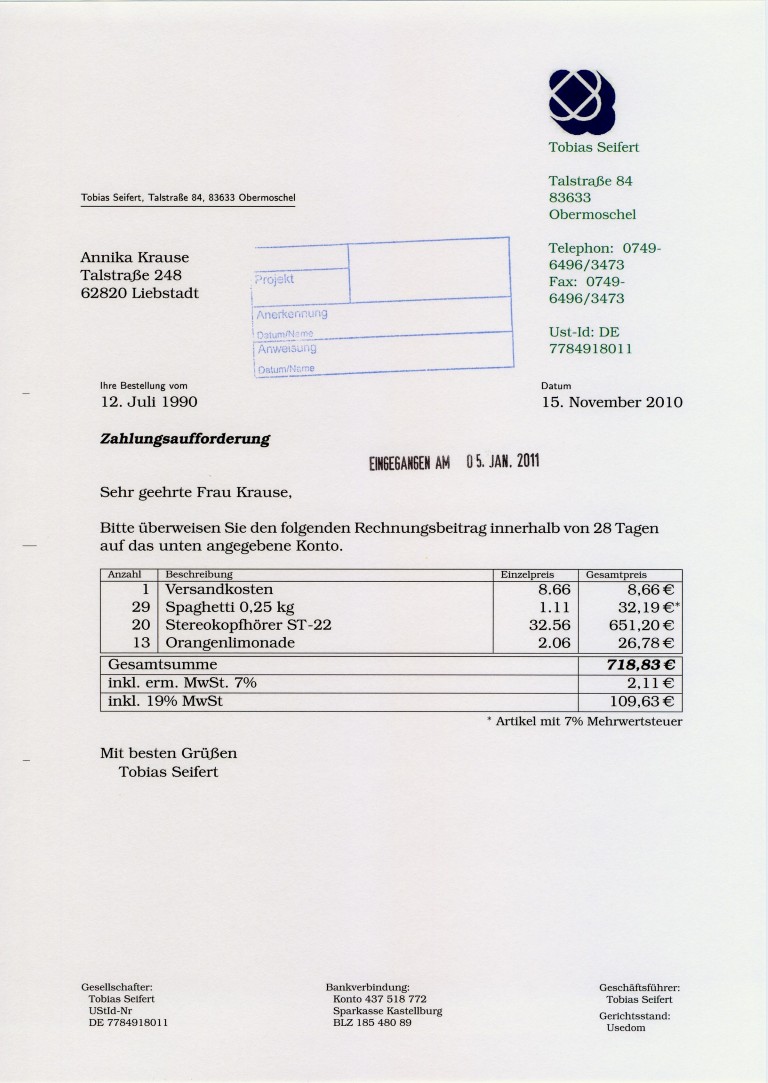 Tobias Seifert
Talstraße 84
83633
Obermoschel
Telephon: 0749-
6496/3473
Fax: 0749-
6496/3473
Ust-Id: DE
7784918011
Tobias Seifert, Talstraße 84, 83633 Obermoschel
Annika Krause
Talstraße 248
62820 Liebstadt
Projekt
Anerkennung
Datum/Name
Anweisung
Datum/Name
Ihre Bestellung vom
12. Juli 1990
Datum
15. November 2010
Zahlungsaufforderung
EINGEGANGEN AM 05. JAN. 2011
Sehr geehrte Frau Krause,
Bitte überweisen Sie den folgenden Rechnungsbeitrag innerhalb von 28 Tagen
auf das unten angegebene Konto.
Anzahl Beschreibung Einzelpreis Gesamtpreis
1 Versandkosten 8.66 8,66 €
29 Spaghetti 0,25 kg 1.11 32,19 €*
20 Stereokopfhörer ST-22 32.56 651,20 €
13 Orangenlimonade 2.06 26,78 €
Gesamtsumme 718,83 €
inkl. erm. MwSt. 7% 2,11 €
inkl. 19% MwSt 109,63 €
* Artikel mit 7% Mehrwertsteuer
Mit besten Grüßen
Tobias Seifert
Gesellschafter:
Tobias Seifert
UStId-Nr
DE 7784918011
Bankverbindung:
Konto 437 518 772
Sparkasse Kastellburg
BLZ 185 480 89
Geschäftsführer:
Tobias Seifert
Gerichtsstand:
Usedom